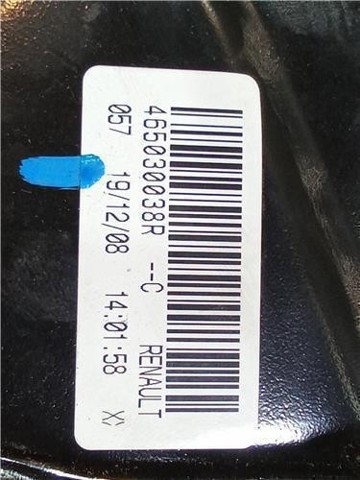 465030038R --C RENAULT
057 19/12/08 14:01:58 X>